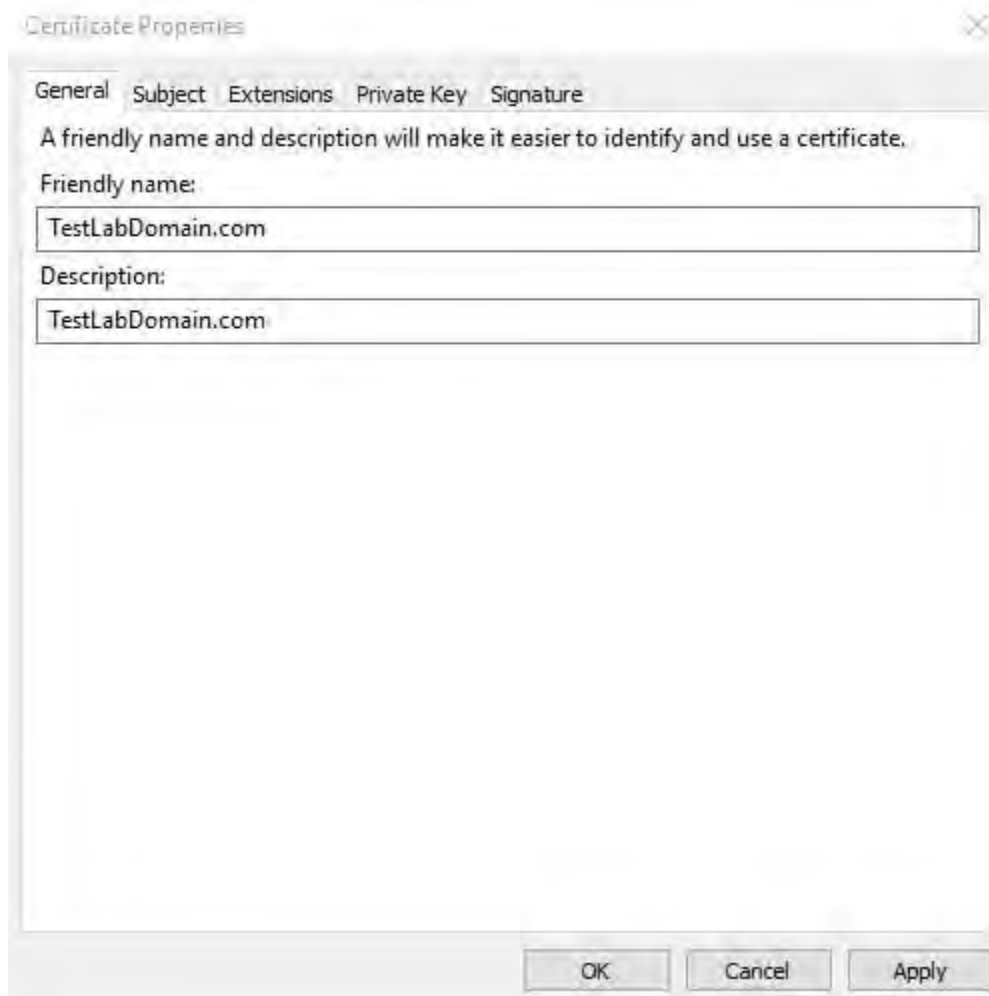 Certificate Properties
General Subject Extensions Private Key Signature
A friendly name and description will make it easier to identify and use a certificate.
Friendly name:
TestLabDomain.com
Description:
TestLabDomain.com
OK Cancel Apply